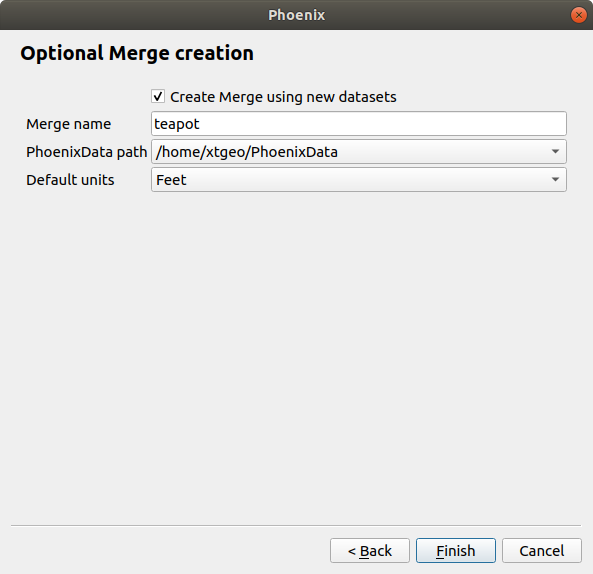 Phoenix
Optional Merge creation
Create Merge using new datasets
Merge name teapot
PhoenixData path /home/xtgeo/PhoenixData
Default units Feet
< Back Finish Cancel